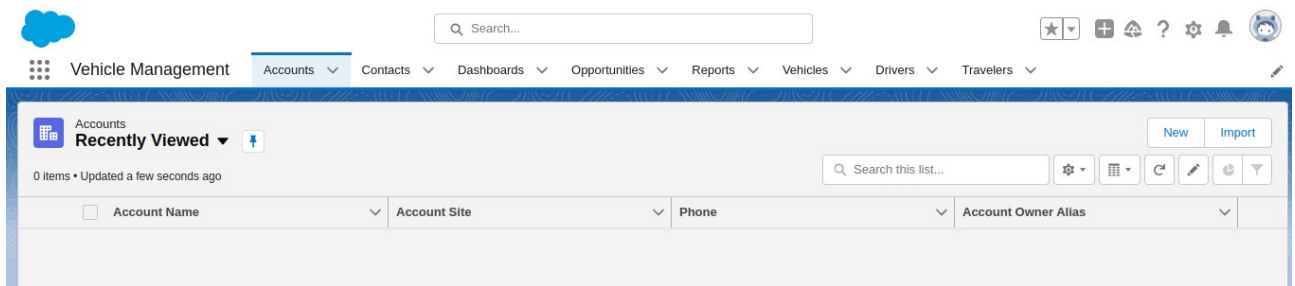 Search...
Vehicle Management Accounts Contacts Dashboards Opportunities Reports Vehicles Drivers Travelers
Accounts
Recently Viewed
New Import
0 items • Updated a few seconds ago
Search this list...
Account Name Account Site Phone Account Owner Alias